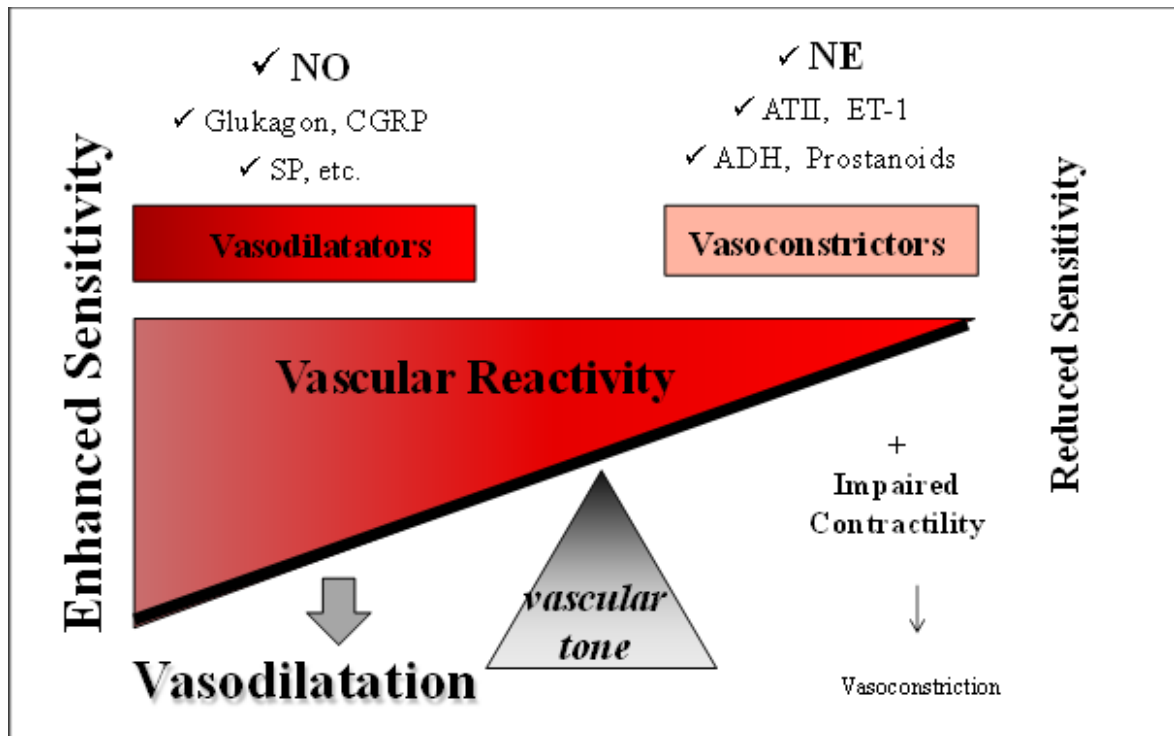 ✓ NO
✓ Glukagon, CGRP
✓ SP, etc.
✓ NE
✓ ATII, ET-1
✓ ADH, Prostanoids
Enhanced Sensitivity
Vasodilatators
Vasoconstrictors
Reduced Sensitivity
Vascular Reactivity
+
Impaired
Contractility
vascular
tone
Vasodilatation
Vasoconstriction